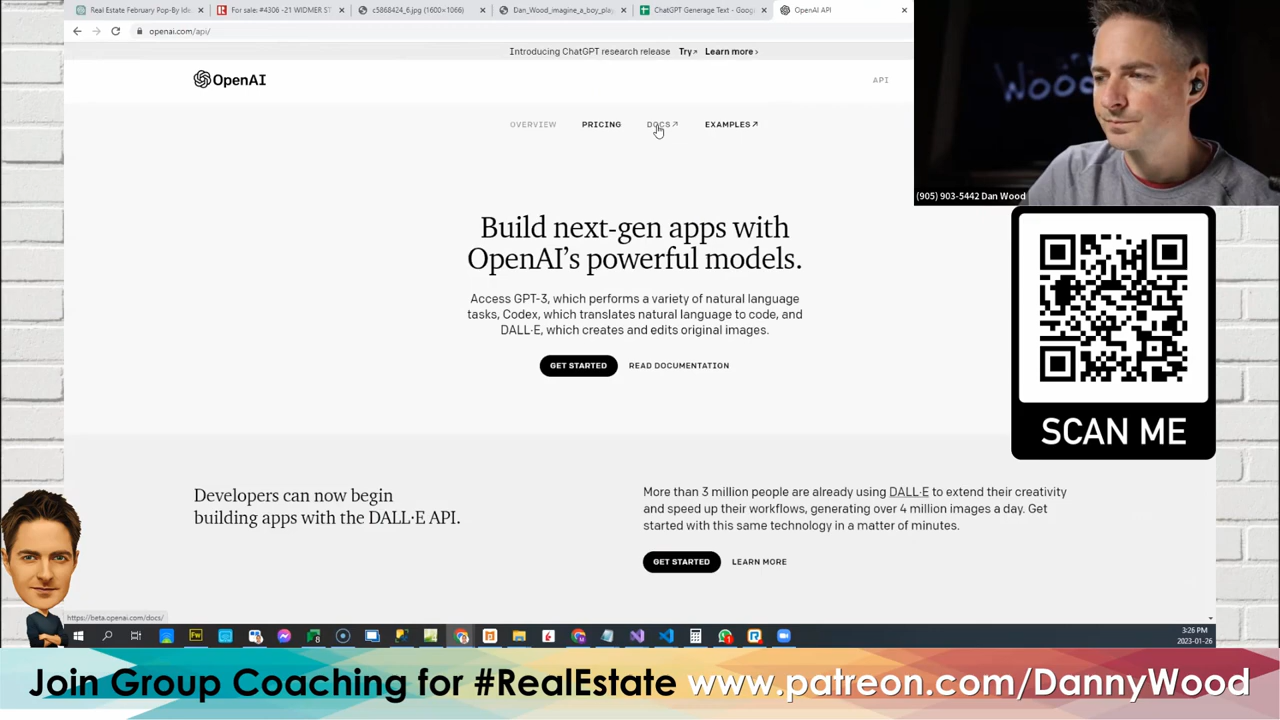 Real Estate February Pop-By Ide
For sale: #4306 -21 WIDMER ST
c5868424_6.jpg (1600×1066)
Dan_Wood_imagine_a_boy_play
ChatGPT Generage Text - Goog
OpenAI API
openai.com/api/
Introducing ChatGPT research release Try↗ Learn more ›
OpenAI
API
OVERVIEW PRICING DOCS↗ EXAMPLES↗
Wood
(905) 903-5442 Dan Wood
Build next-gen apps with
OpenAI’s powerful models.
Access GPT-3, which performs a variety of natural language
tasks, Codex, which translates natural language to code, and
DALL·E, which creates and edits original images.
GET STARTED READ DOCUMENTATION
SCAN ME
Developers can now begin
building apps with the DALL·E API.
More than 3 million people are already using DALL·E to extend their creativity
and speed up their workflows, generating over 4 million images a day. Get
started with this same technology in a matter of minutes.
GET STARTED LEARN MORE
https://beta.openai.com/docs/
3:26 PM
2023-01-26
Join Group Coaching for #RealEstate www.patreon.com/DannyWood